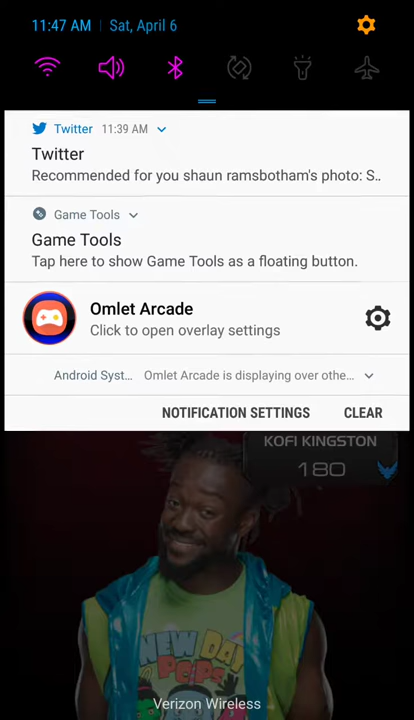 11:47 AM | Sat, April 6
Twitter 11:39 AM
Twitter
Recommended for you shaun ramsbotham's photo: S..
Game Tools
Game Tools
Tap here to show Game Tools as a floating button.
Omlet Arcade
Click to open overlay settings
Android Syst... Omlet Arcade is displaying over othe...
NOTIFICATION SETTINGS CLEAR
KOFI KINGSTON
180
NEW DAY
POPS
Verizon Wireless